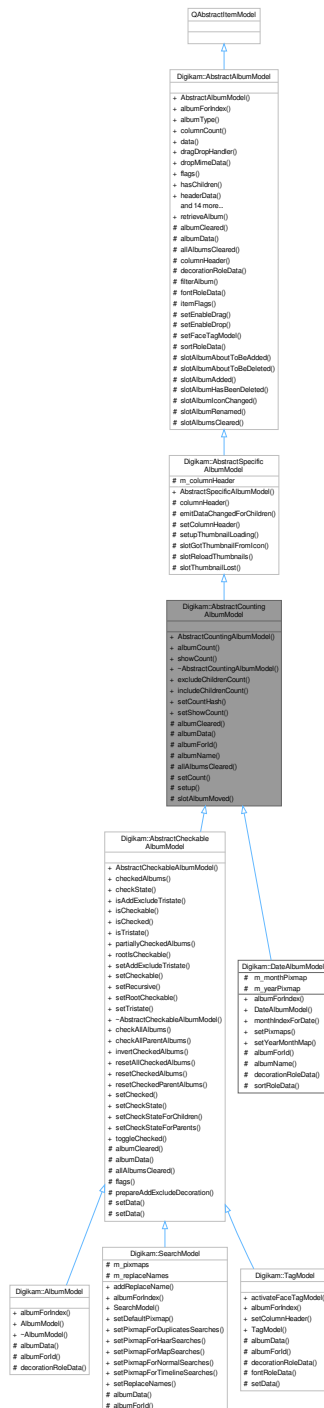 QAbstractItemModel
Digikam::AbstractAlbumModel
+ AbstractAlbumModel()
+ albumForIndex()
+ albumType()
+ columnCount()
+ data()
+ dragDropHandler()
+ dropMimeData()
+ flags()
+ hasChildren()
+ headerData()
and 14 more...
+ retrieveAlbum()
# albumCleared()
# albumData()
# allAlbumsCleared()
# columnHeader()
# decorationRoleData()
# filterAlbum()
# fontRoleData()
# itemFlags()
# setEnableDrag()
# setEnableDrop()
# setFaceTagModel()
# sortRoleData()
# slotAlbumAboutToBeAdded()
# slotAlbumAboutToBeDeleted()
# slotAlbumAdded()
# slotAlbumHasBeenDeleted()
# slotAlbumIconChanged()
# slotAlbumRenamed()
# slotAlbumsCleared()
Digikam::AbstractSpecific
AlbumModel
# m_columnHeader
+ AbstractSpecificAlbumModel()
# columnHeader()
# emitDataChangedForChildren()
# setColumnHeader()
# setupThumbnailLoading()
# slotGotThumbnailFromIcon()
# slotReloadThumbnails()
# slotThumbnailLost()
Digikam::AbstractCounting
AlbumModel
+ AbstractCountingAlbumModel()
+ albumCount()
+ showCount()
+ ~AbstractCountingAlbumModel()
+ excludeChildrenCount()
+ includeChildrenCount()
+ setCountHash()
+ setShowCount()
# albumCleared()
# albumData()
# albumForId()
# albumName()
# allAlbumsCleared()
# setCount()
# setup()
# slotAlbumMoved()
Digikam::AbstractCheckable
AlbumModel
+ AbstractCheckableAlbumModel()
+ checkedAlbums()
+ checkState()
+ isAddExcludeTristate()
+ isCheckable()
+ isChecked()
+ isTristate()
+ partiallyCheckedAlbums()
+ rootIsCheckable()
+ setAddExcludeTristate()
+ setCheckable()
+ setRecursive()
+ setRootCheckable()
+ setTristate()
+ ~AbstractCheckableAlbumModel()
+ checkAllAlbums()
+ checkAllParentAlbums()
+ invertCheckedAlbums()
+ resetAllCheckedAlbums()
+ resetCheckedAlbums()
+ resetCheckedParentAlbums()
+ setChecked()
+ setCheckState()
+ setCheckStateForChildren()
+ setCheckStateForParents()
+ toggleChecked()
# albumCleared()
# albumData()
# allAlbumsCleared()
# flags()
# prepareAddExcludeDecoration()
# setData()
# setData()
Digikam::DateAlbumModel
# m_monthPixmap
# m_yearPixmap
+ albumForIndex()
+ DateAlbumModel()
+ monthIndexForDate()
+ setPixmaps()
+ setYearMonthMap()
# albumForId()
# albumName()
# decorationRoleData()
# sortRoleData()
Digikam::AlbumModel
+ albumForIndex()
+ AlbumModel()
+ ~AlbumModel()
# albumData()
# albumForId()
# decorationRoleData()
Digikam::SearchModel
# m_pixmaps
# m_replaceNames
+ addReplaceName()
+ albumForIndex()
+ SearchModel()
+ setDefaultPixmap()
+ setPixmapForDuplicatesSearches()
+ setPixmapForHaarSearches()
+ setPixmapForMapSearches()
+ setPixmapForNormalSearches()
+ setPixmapForTimelineSearches()
+ setReplaceNames()
# albumData()
# albumForId()
Digikam::TagModel
+ activateFaceTagModel()
+ albumForIndex()
+ setColumnHeader()
+ TagModel()
# albumData()
# albumForId()
# decorationRoleData()
# fontRoleData()
# setData()